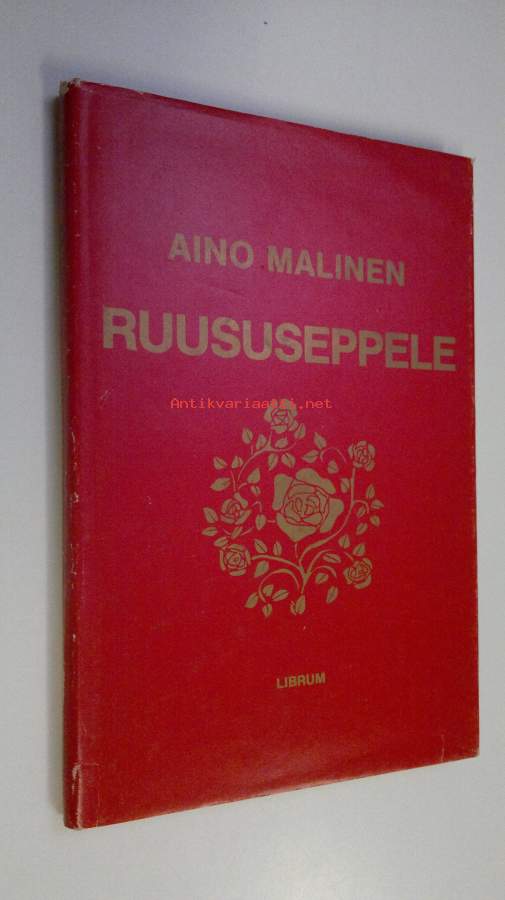 AINO MALINEN
RUUSUSEPPELE
Antikvariaatti.net
LIBRUM